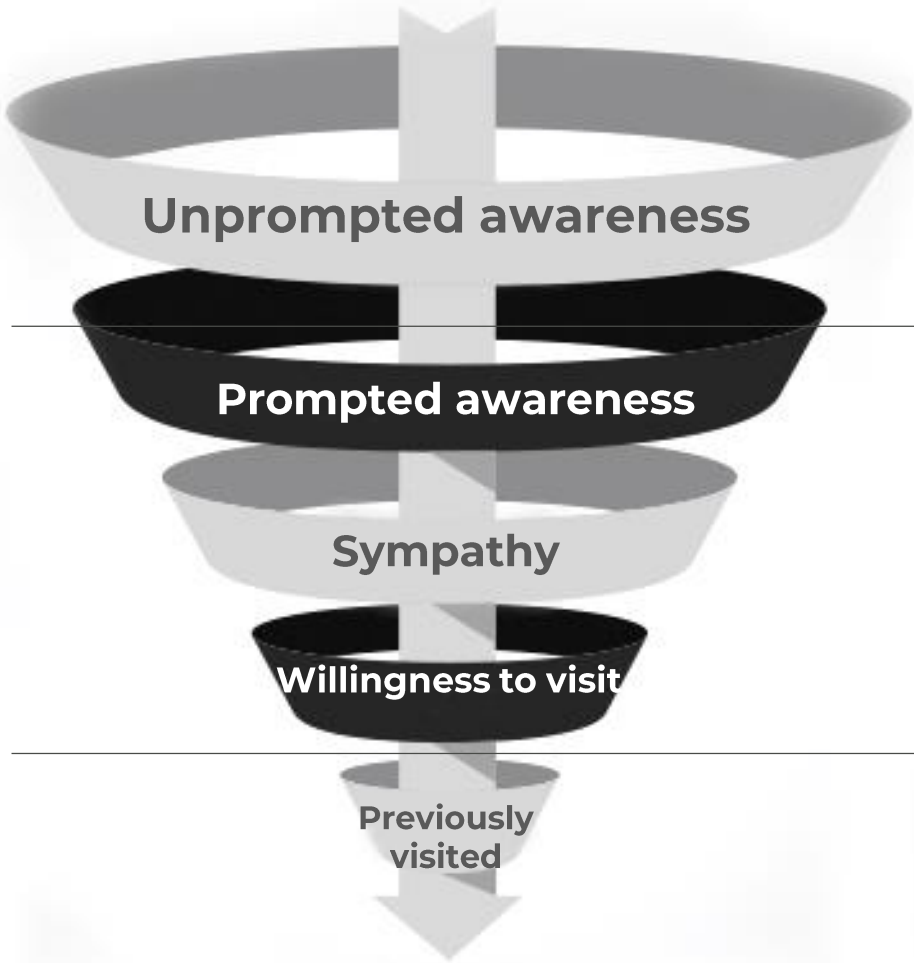 Unprompted awareness
Prompted awareness
Sympathy
Willingness to visit
Previously
visited